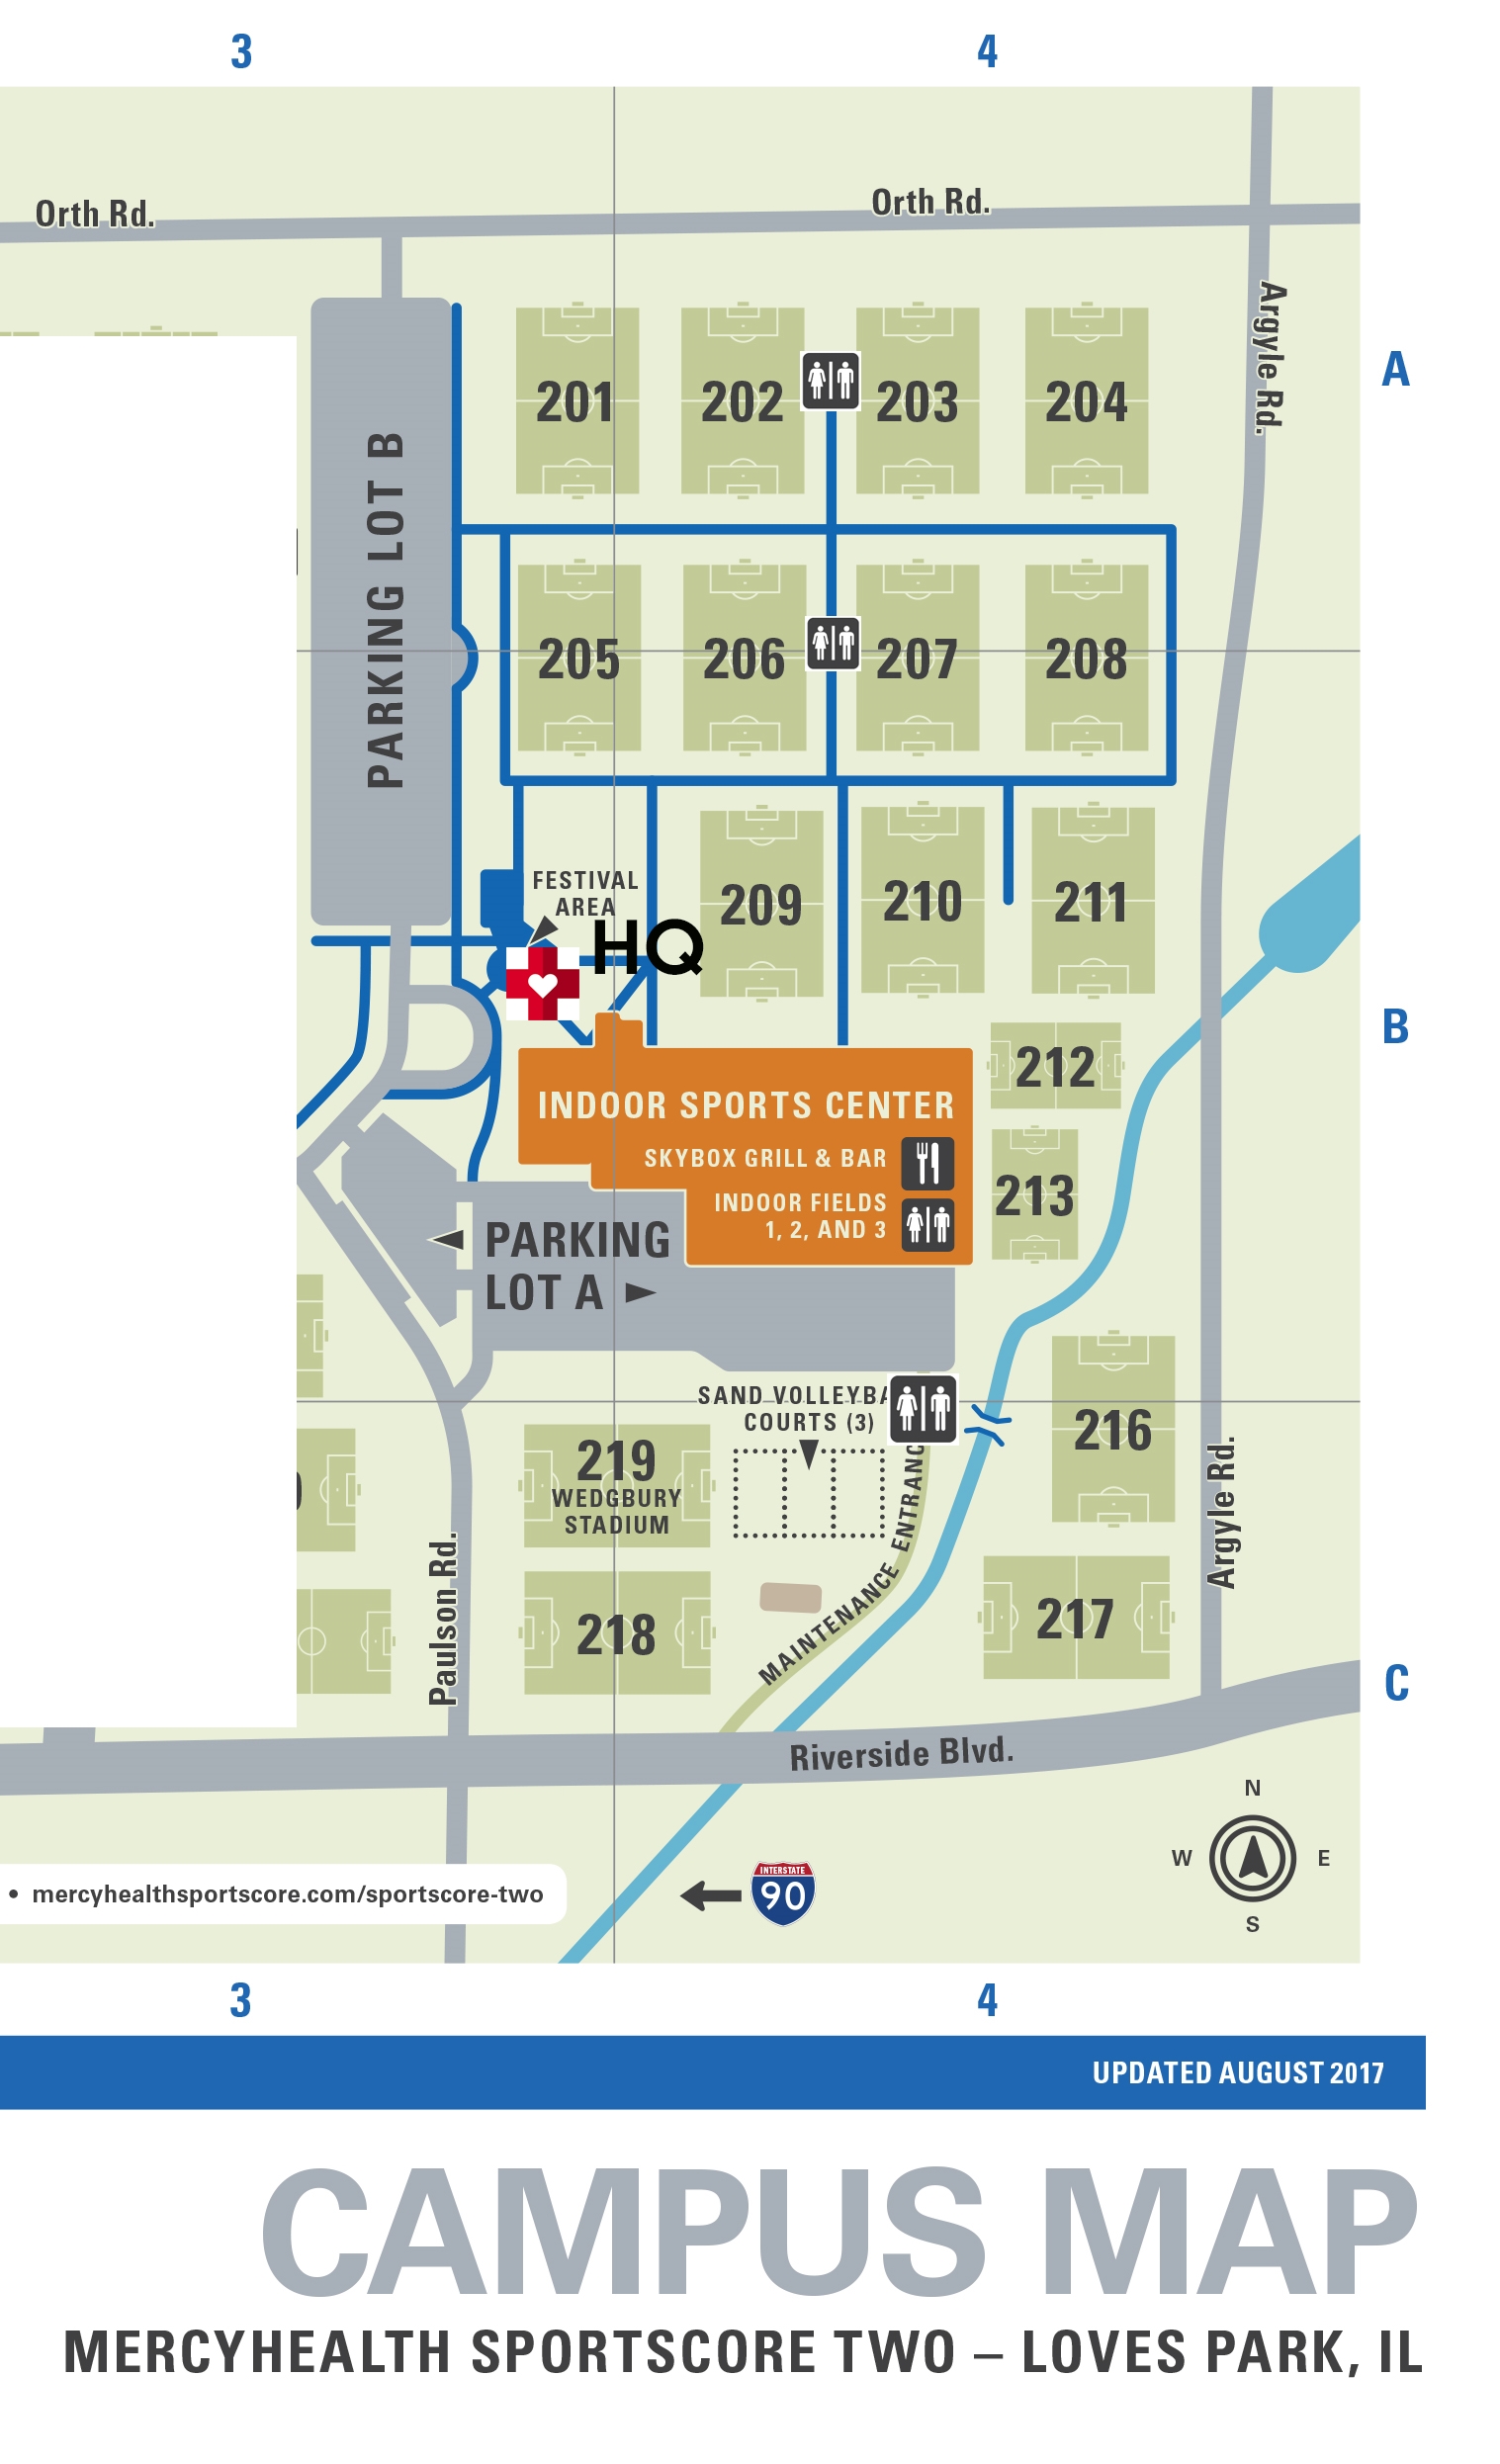 3 4
Orth Rd.
Orth Rd.
Argyle Rd.
A
201 202 203 204
PARKING LOT B
205 206 207 208
FESTIVAL
AREA
HQ
209 210 211
B
212
INDOOR SPORTS CENTER
SKYBOX GRILL & BAR
INDOOR FIELDS
1, 2, AND 3
213
PARKING
LOT A
SAND VOLLEYBA
COURTS (3)
216
219
WEDGBURY
STADIUM
MAINTENANCE ENTRANC
Argyle Rd.
Paulson Rd.
218
217
C
Riverside Blvd.
N
W E
S
INTERSTATE
90
• mercyhealthsportscore.com/sportscore-two
3 4
UPDATED AUGUST 2017
CAMPUS MAP
MERCYHEALTH SPORTSCORE TWO – LOVES PARK, IL